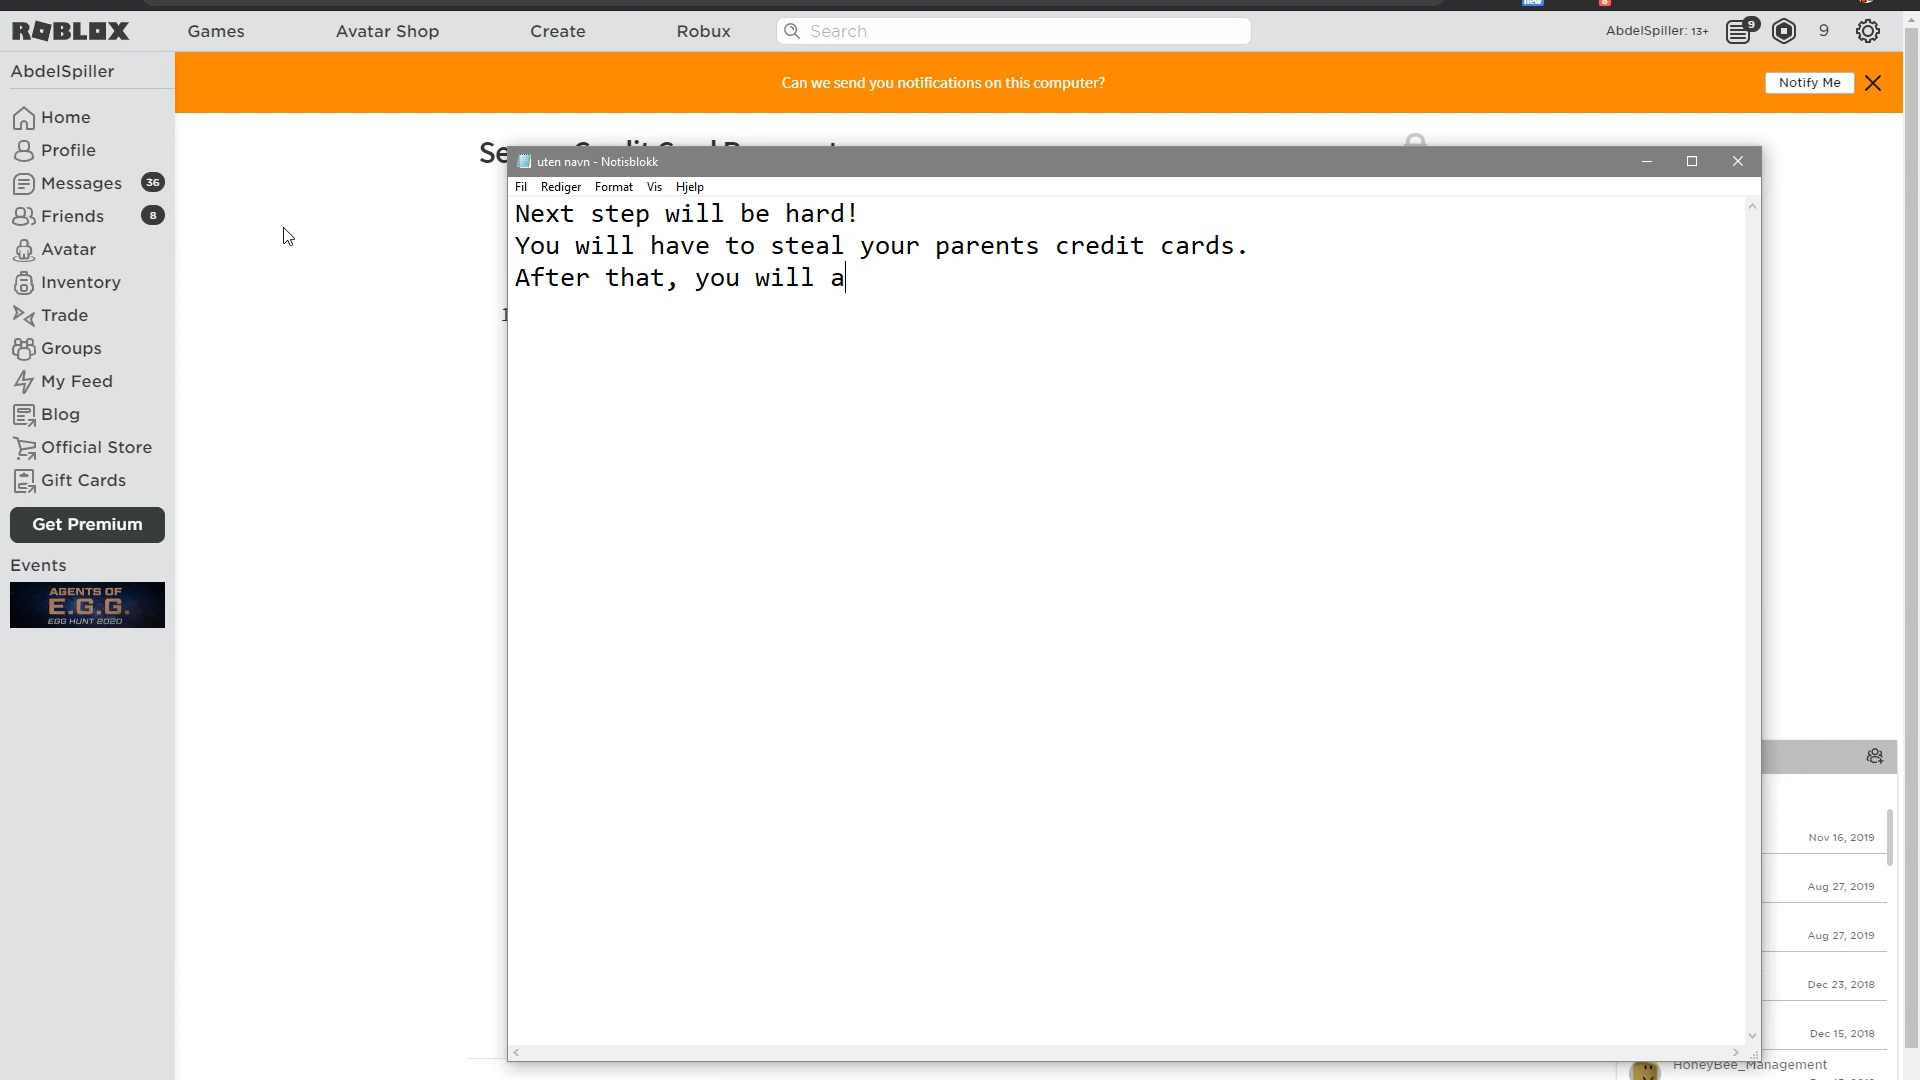 new
8
ROBLOX
Games
Avatar Shop
Create
Robux
Search
AbdelSpiller: 13+
9
9
AbdelSpiller
Can we send you notifications on this computer?
Notify Me
Home
Profile
Messages
36
Friends
8
Avatar
Inventory
Trade
Groups
My Feed
Blog
Official Store
Gift Cards
Get Premium
Events
AGENTS OF
E.G.G.
EGG HUNT 2020
uten navn - Notisblokk
Fil
Rediger
Format
Vis
Hjelp
Next step will be hard!
You will have to steal your parents credit cards.
After that, you will a
1
Nov 16, 2019
Aug 27, 2019
Aug 27, 2019
Dec 23, 2018
Dec 15, 2018
HoneyBee_Management